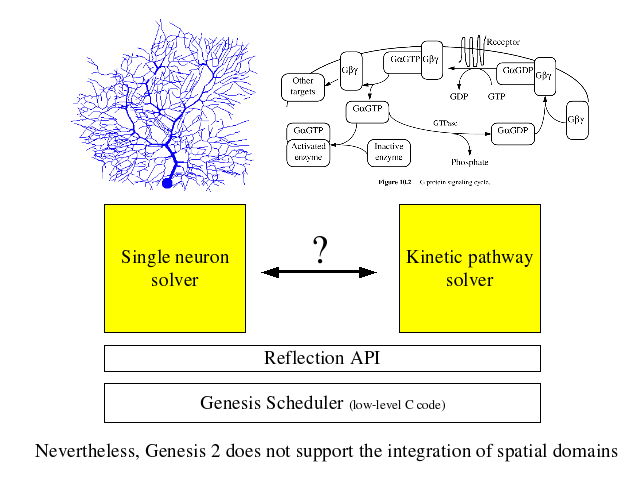 Receptor
GαGTP
Gβγ
GαGDP
Gβγ
Gβγ
Other
targets
GDP
GTP
GαGTP
Gβγ
GαGTP
GTPase
GαGDP
Activated
enzyme
Inactive
enzyme
Phosphate
Figure 10.2 G protein signaling cycle.
?
Single neuron
solver
Kinetic pathway
solver
Reflection API
Genesis Scheduler (low-level C code)
Nevertheless, Genesis 2 does not support the integration of spatial domains